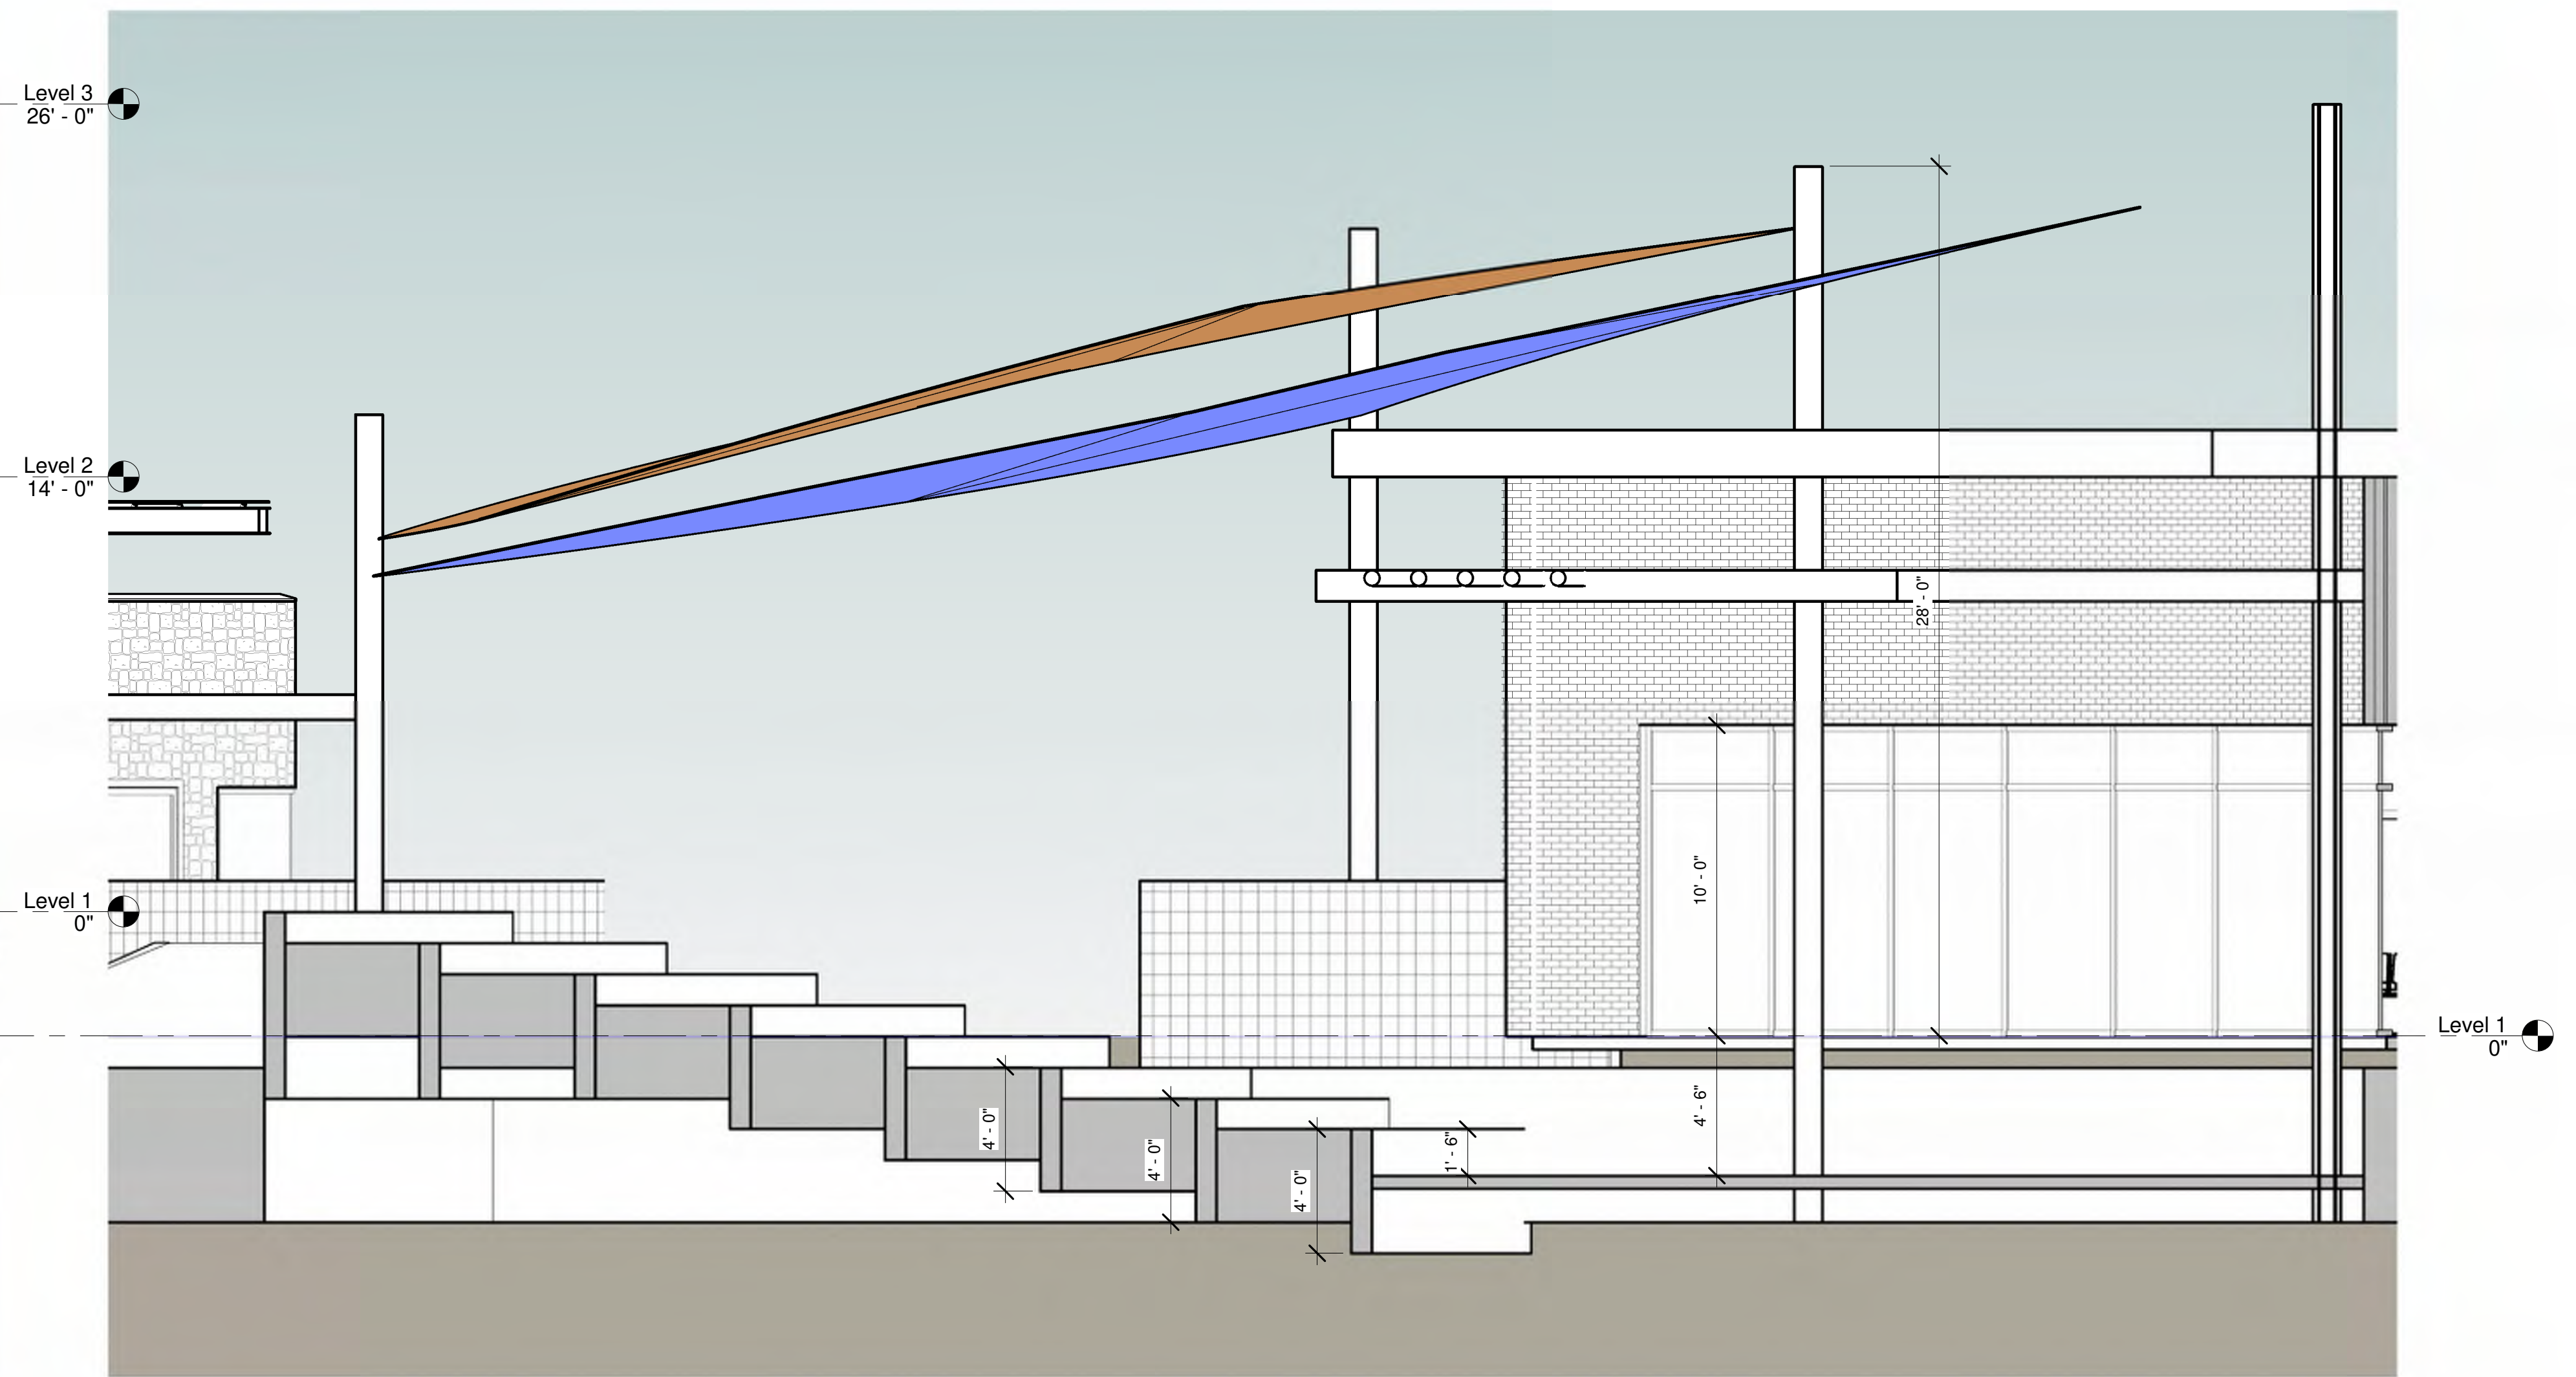 Level 3
26' - 0"
Level 2
14' - 0"
28' - 0"
10' - 0"
Level 1
0"
Level 1
0"
4' - 6"
4' - 0"
4' - 0"
1' - 6"
4' - 0"